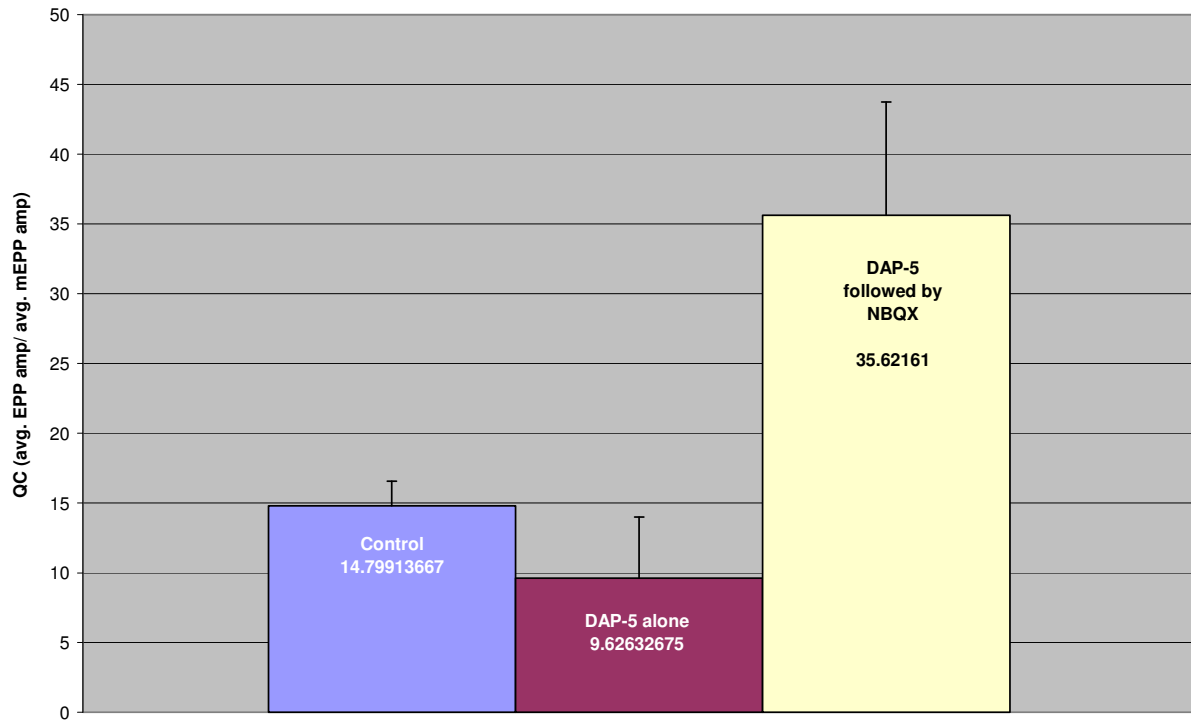 50
45
40
35
30
25
20
15
10
5
0
QC (avg. EPP amp/ avg. mEPP amp)
Control
14.79913667
DAP-5 alone
9.62632675
DAP-5
followed by
NBQX
35.62161